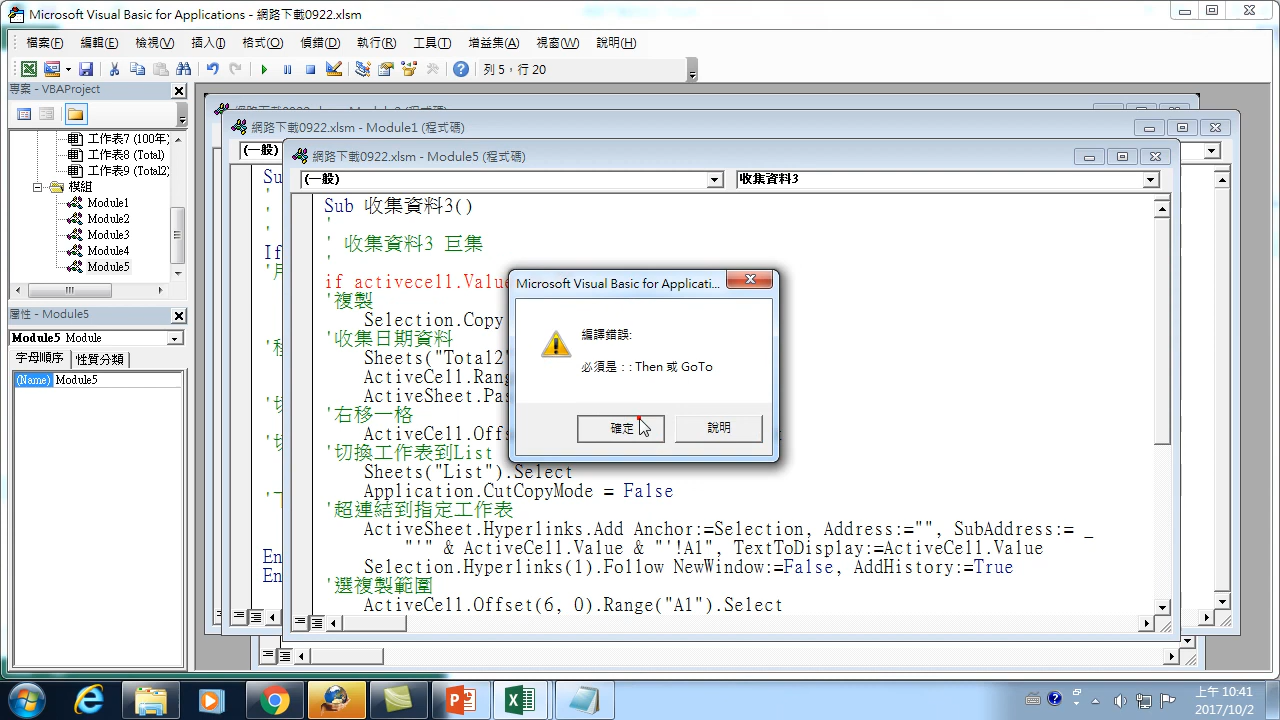 Microsoft Visual Basic for Applications - 網路下載0922.xlsm
檔案(F) 編輯(E) 檢視(V) 插入(I) 格式(O) 偵錯(D) 執行(R) 工具(T) 增益集(A) 視窗(W) 說明(H)
列 5，行 20
專案 - VBAProject
工作表7 (100年)
工作表8 (Total)
工作表9 (Total2)
模組
Module1
Module2
Module3
Module4
Module5
屬性 - Module5
Module5 Module
字母順序 性質分類
(Name) Module5
網路下載0922.xlsm - Module1 (程式碼)
(一般)
Su
If
En
En
網路下載0922.xlsm - Module5 (程式碼)
(一般) 收集資料3
Sub 收集資料3()
'
' 收集資料3 巨集
'
if activecell.Value
'複製
Selection.Copy
'收集日期資料
Sheets("Total2"
ActiveCell.Rang
ActiveSheet.Pas
'右移一格
ActiveCell.Offs
'切換工作表到List
Sheets("List").Select
Application.CutCopyMode = False
'超連結到指定工作表
ActiveSheet.Hyperlinks.Add Anchor:=Selection, Address:="", SubAddress:= _
"'" & ActiveCell.Value & "'!A1", TextToDisplay:=ActiveCell.Value
Selection.Hyperlinks(1).Follow NewWindow:=False, AddHistory:=True
'選複製範圍
ActiveCell.Offset(6, 0).Range("A1").Select
Microsoft Visual Basic for Applicati...
編譯錯誤:
必須是 : : Then 或 GoTo
確定 說明
上午 10:41
2017/10/2